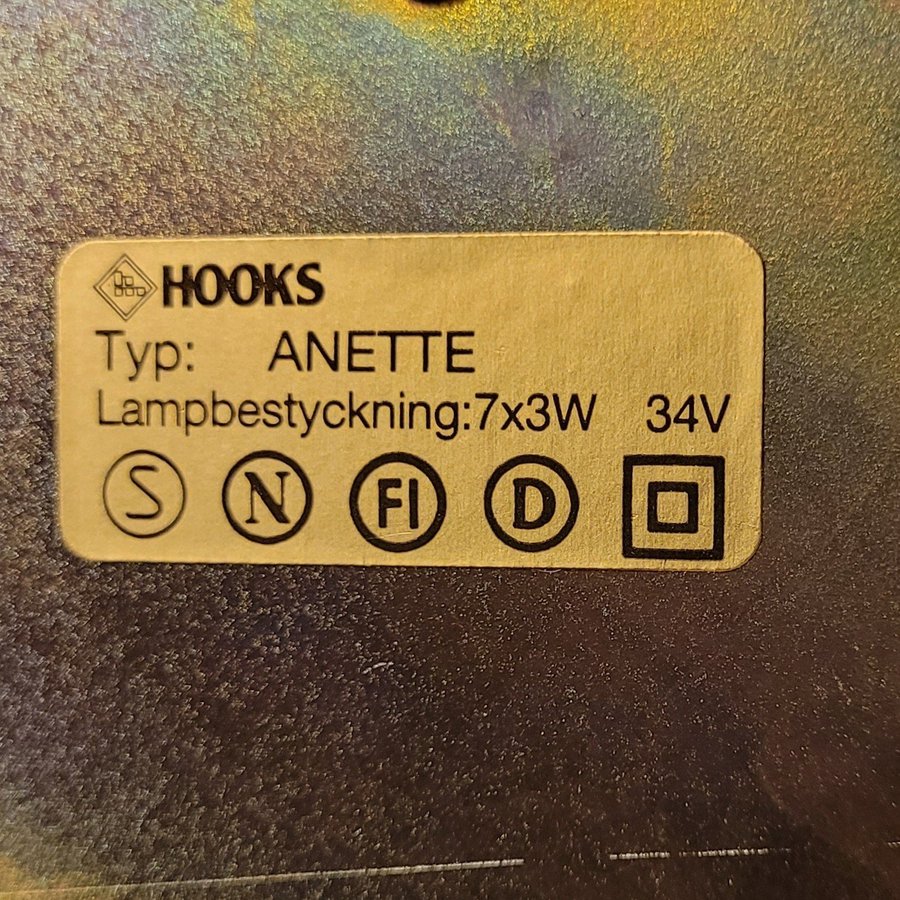 HOOKS
Typ: ANETTE
Lampbestyckning:7x3W 34V
S N FI D